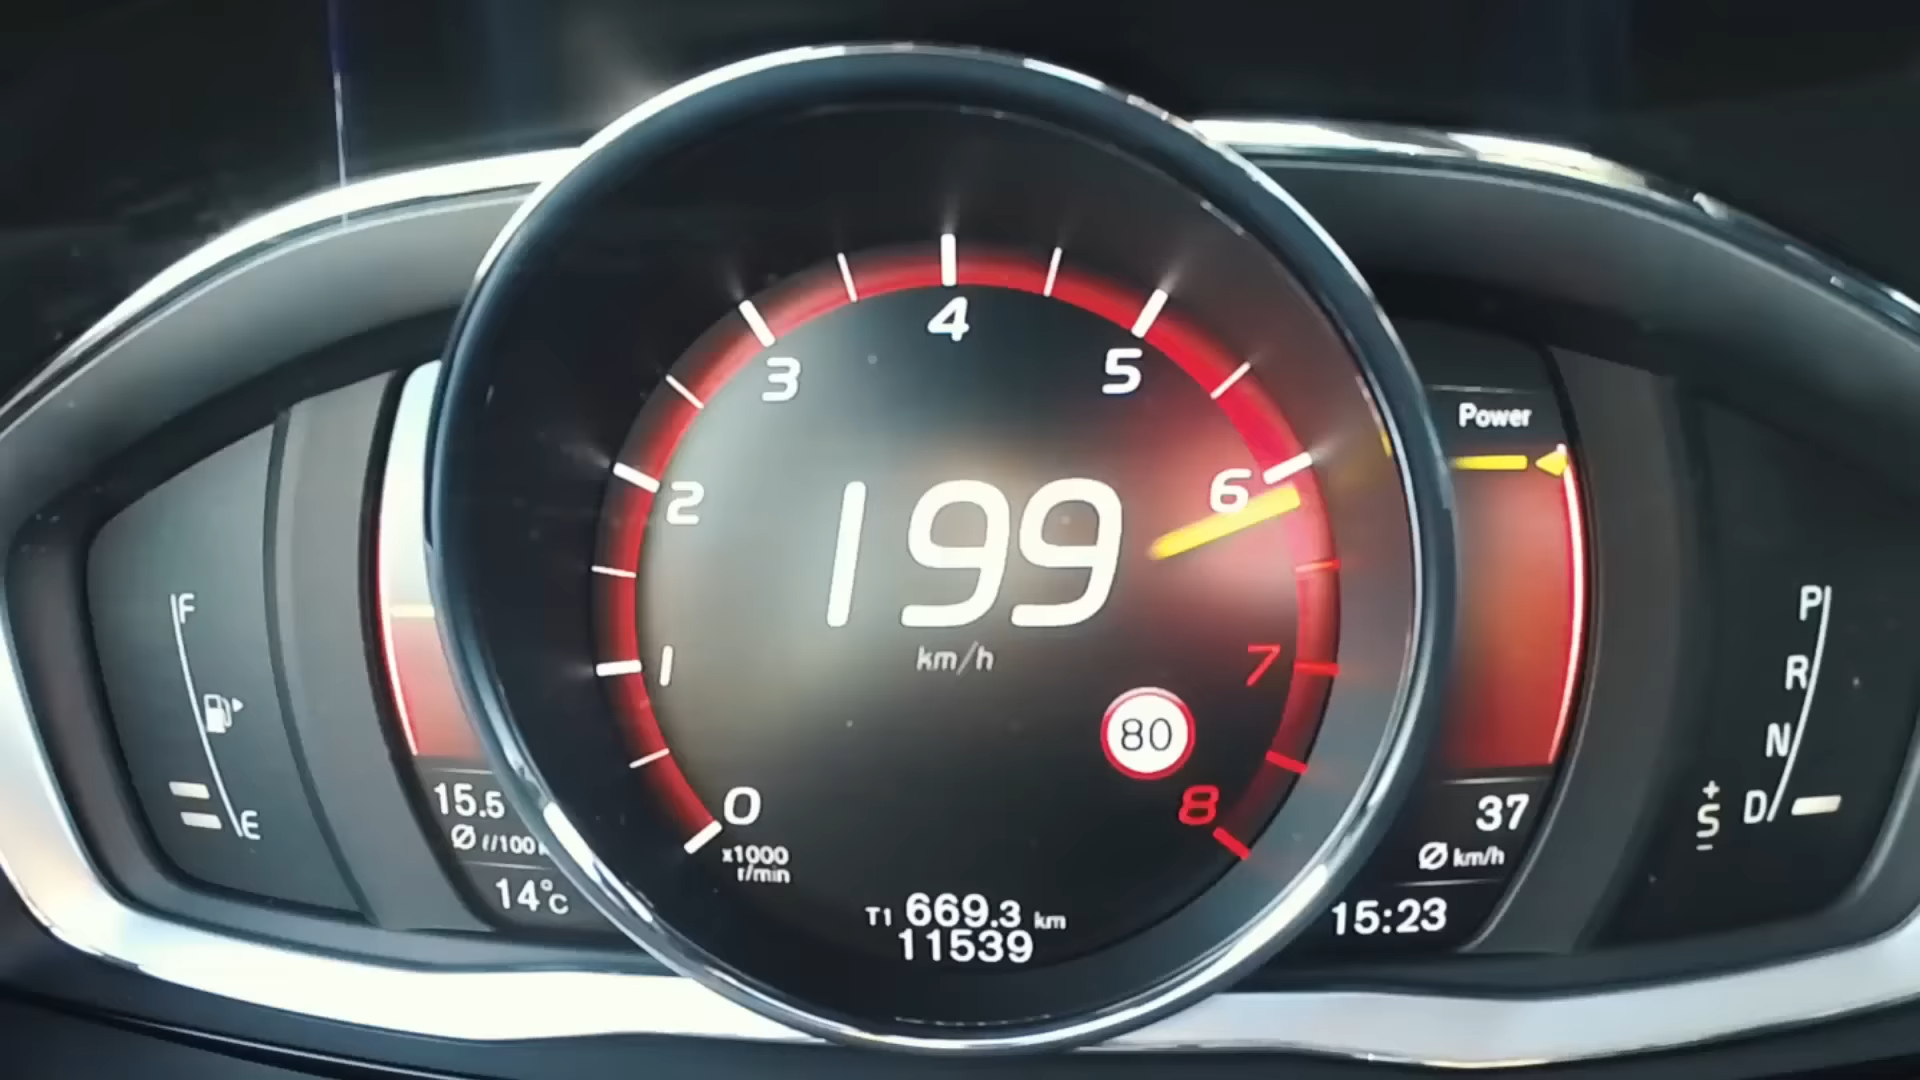 4
3
5
Power
2
6
199
F
P
km/h
1
7
R
80
N
15.5
0
8
37
+
S
-
D
E
Ø l/100
x1000
r/min
Ø km/h
14°C
T1 669.3 km
15:23
11539